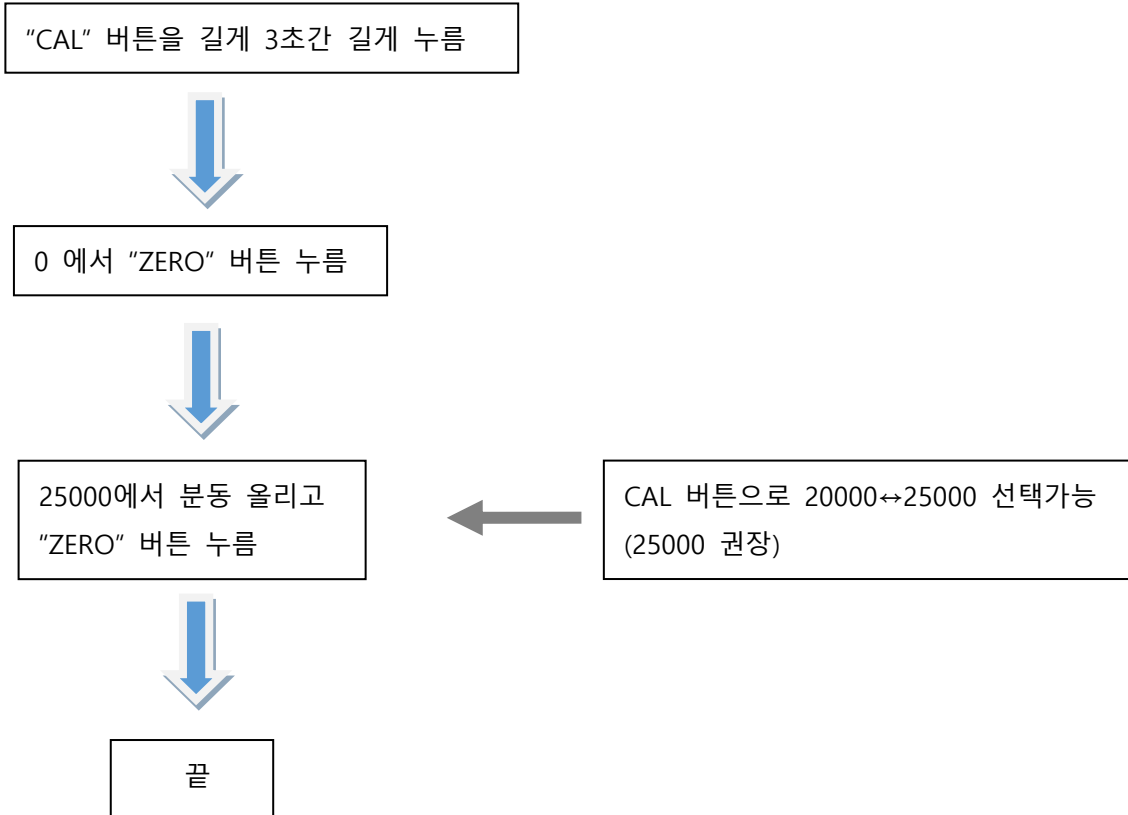 "CAL" 버튼을 길게 3초간 길게 누름
0 에서 "ZERO" 버튼 누름
25000에서 분동 올리고
"ZERO" 버튼 누름
CAL 버튼으로 20000↔25000 선택가능
(25000 권장)
끝